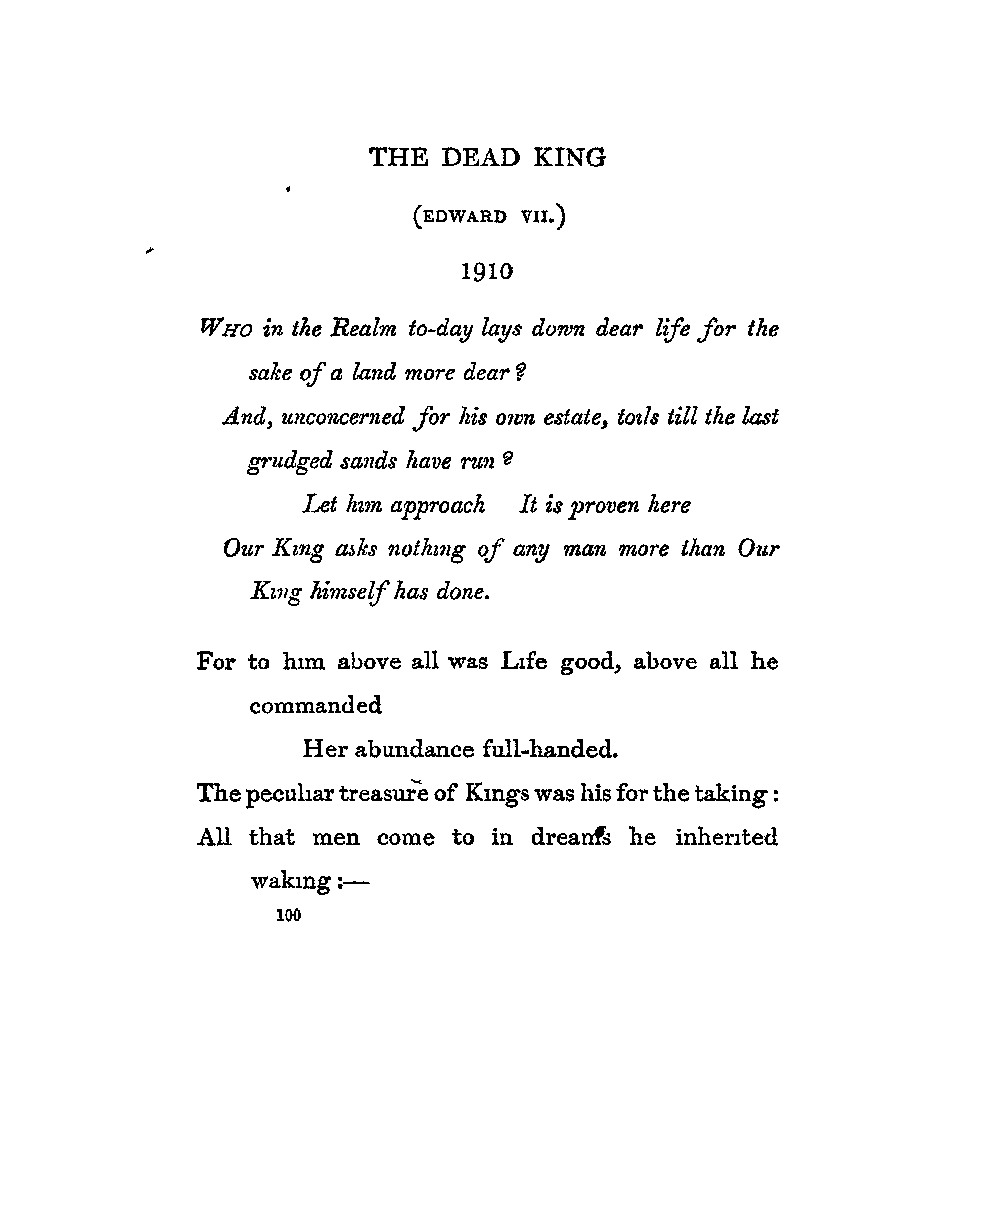 THE DEAD KING
(EDWARD VII.)
1910
WHO in the Realm to-day lays down dear life for the
sake of a land more dear?
And, unconcerned for his own estate, toils till the last
grudged sands have run?
Let him approach It is proven here
Our King asks nothing of any man more than Our
King himself has done.
For to him above all was Life good, above all he
commanded
Her abundance full-handed.
The peculiar treasure of Kings was his for the taking:
All that men come to in dreams he inherited
waking:—
100